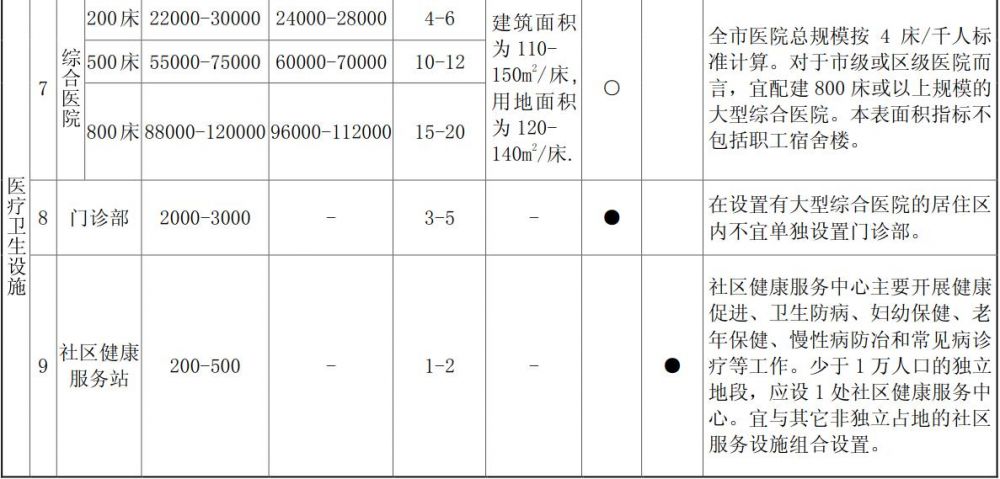 医疗卫生设施
7
综合医院
200床
22000-30000
24000-28000
4-6
500床
55000-75000
60000-70000
10-12
800床
88000-120000
96000-112000
15-20
建筑面积
为110-
150m²/床,
用地面积
为120-
140m²/床.
○
全市医院总规模按 4 床/千人标
准计算。对于市级或区级医院而
言，宜配建800床或以上规模的
大型综合医院。本表面积指标不
包括职工宿舍楼。
8
门诊部
2000-3000
-
3-5
-
●
在设置有大型综合医院的居住区
内不宜单独设置门诊部。
9
社区健康
服务站
200-500
-
1-2
-
●
社区健康服务中心主要开展健康
促进、卫生防病、妇幼保健、老
年保健、慢性病防治和常见病诊
疗等工作。少于1万人口的独立
地段，应设1处社区健康服务中
心。宜与其它非独立占地的社区
服务设施组合设置。